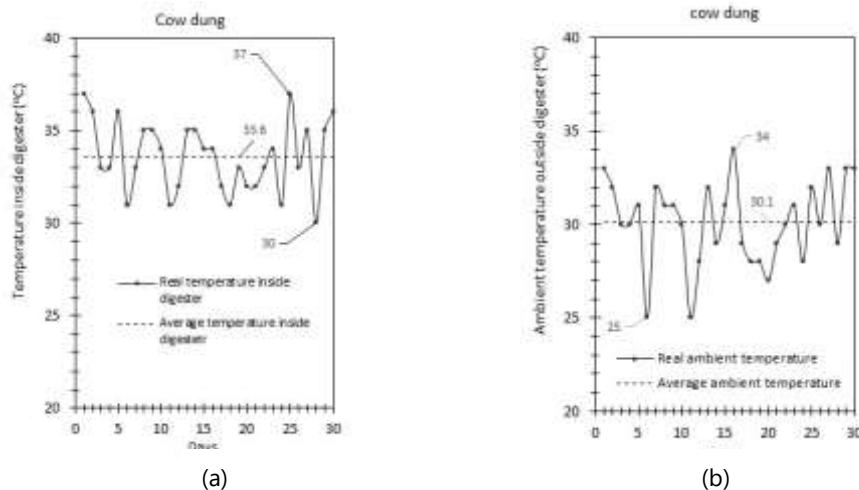 Cow dung
40
35
30
25
20
Temperature inside digester (°C)
37
33.6
30
Real temperature inside
digester
Average temperature inside
digestetr
0 5 10 15 20 25 30
Days
(a)
cow dung
40
35
30
25
20
Ambient temperature outside digester (°C)
34
30.1
25
Real ambient temperature
Average ambient temperature
0 5 10 15 20 25 30
(b)